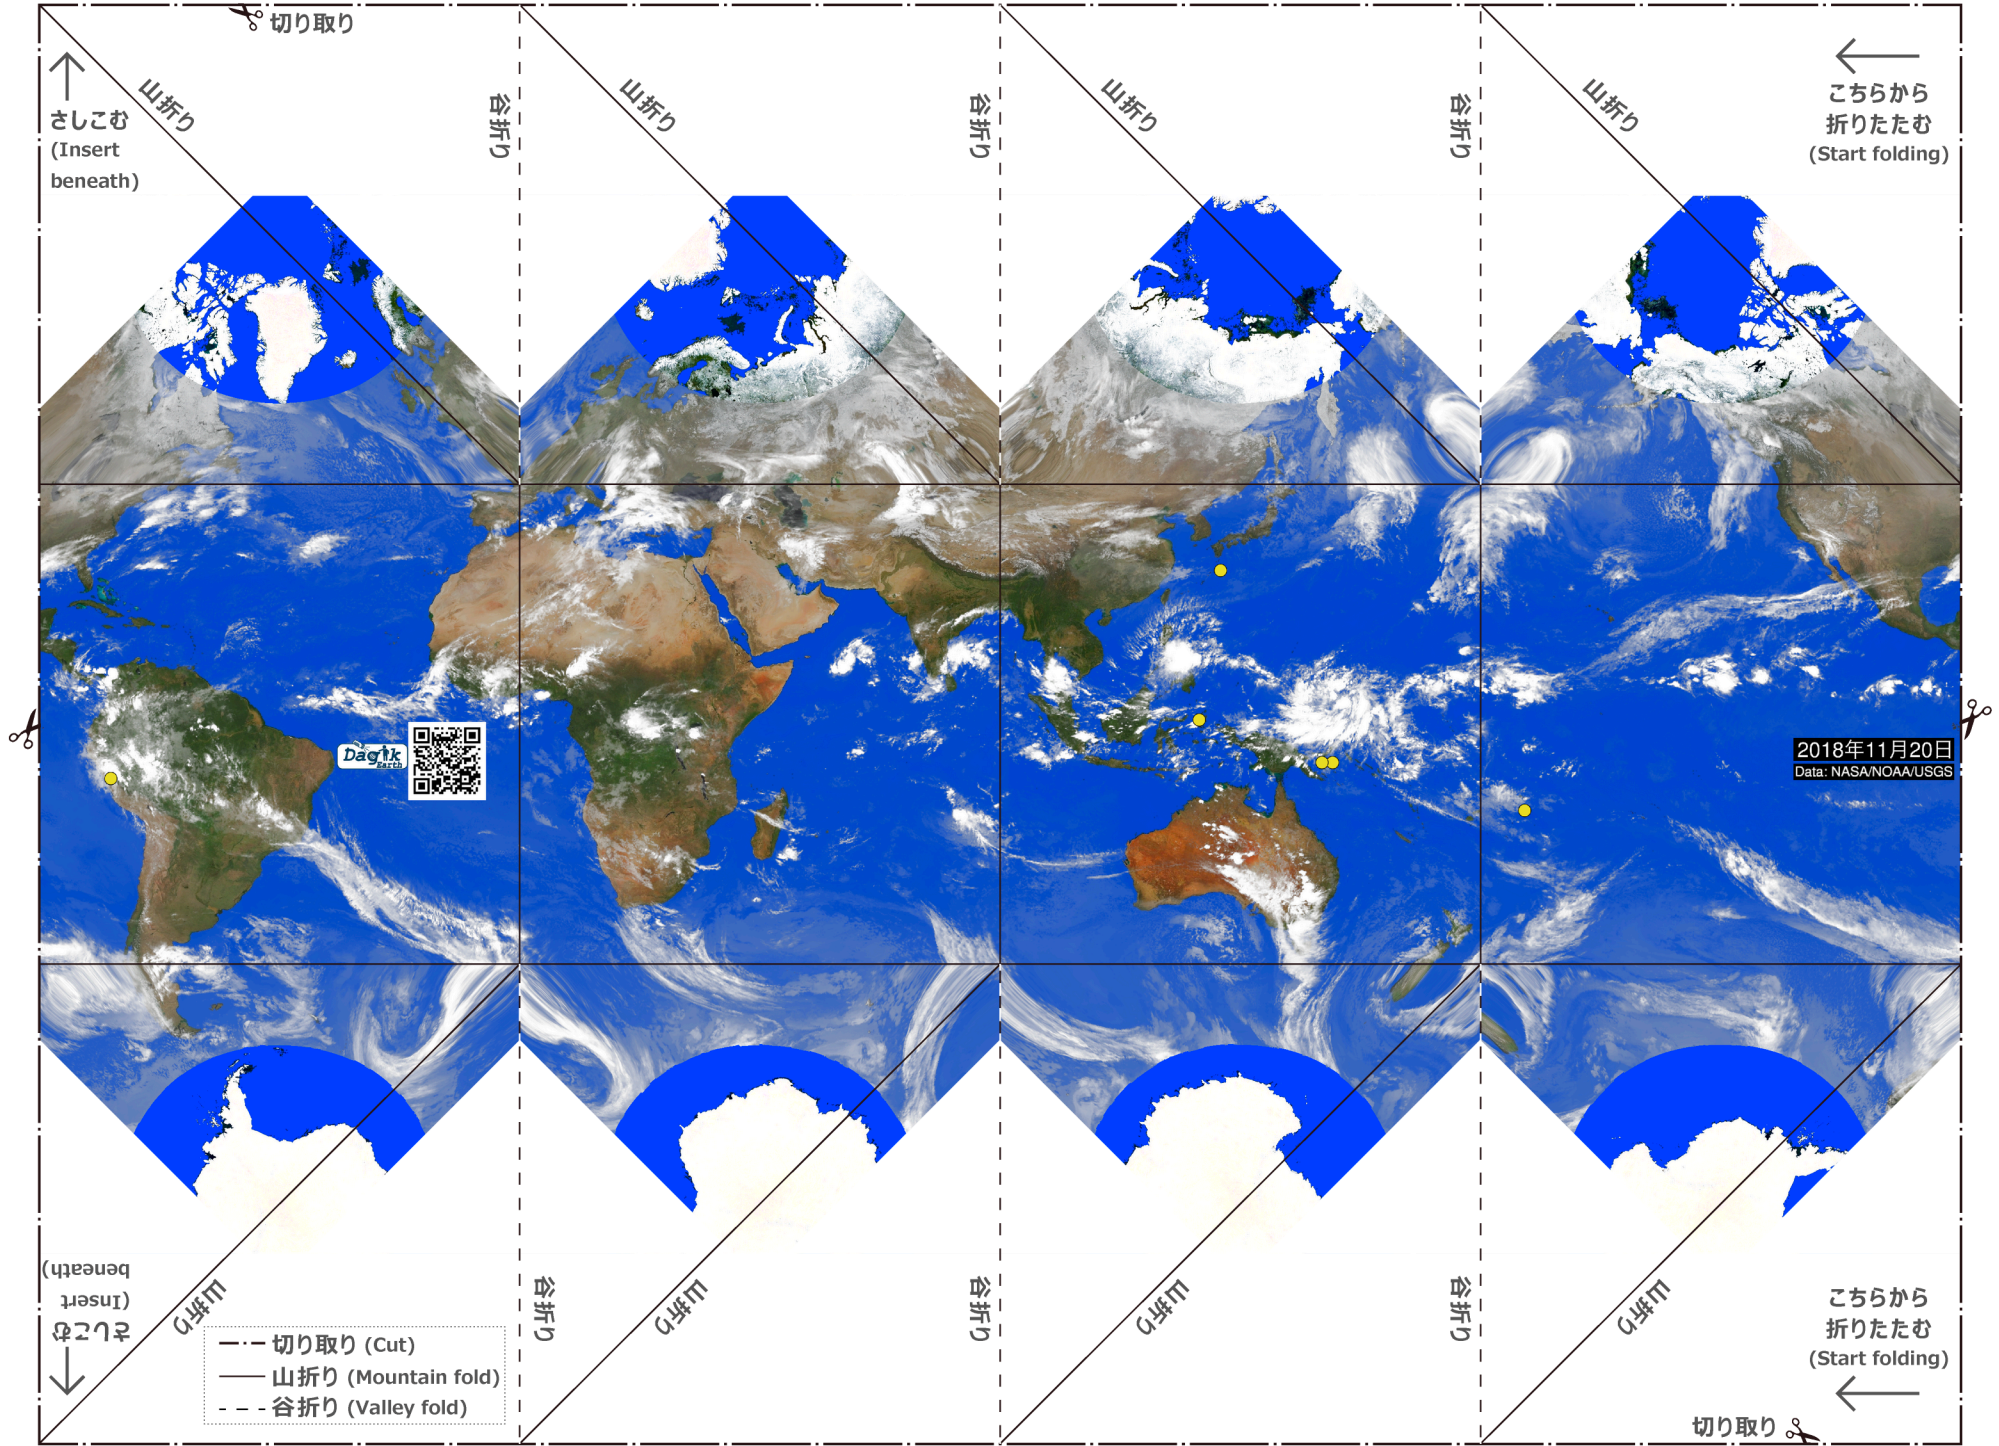 切り取り
さしこむ
(Insert
beneath)
山折り
谷折り
山折り
谷折り
山折り
谷折り
山折り
こちらから
折りたたむ
(Start folding)
Dagik
Earth
2018年11月20日
Data: NASA/NOAA/USGS
さしこむ
(Insert
beneath)
山折り
谷折り
山折り
谷折り
山折り
谷折り
山折り
こちらから
折りたたむ
(Start folding)
切り取り (Cut)
山折り (Mountain fold)
谷折り (Valley fold)
切り取り